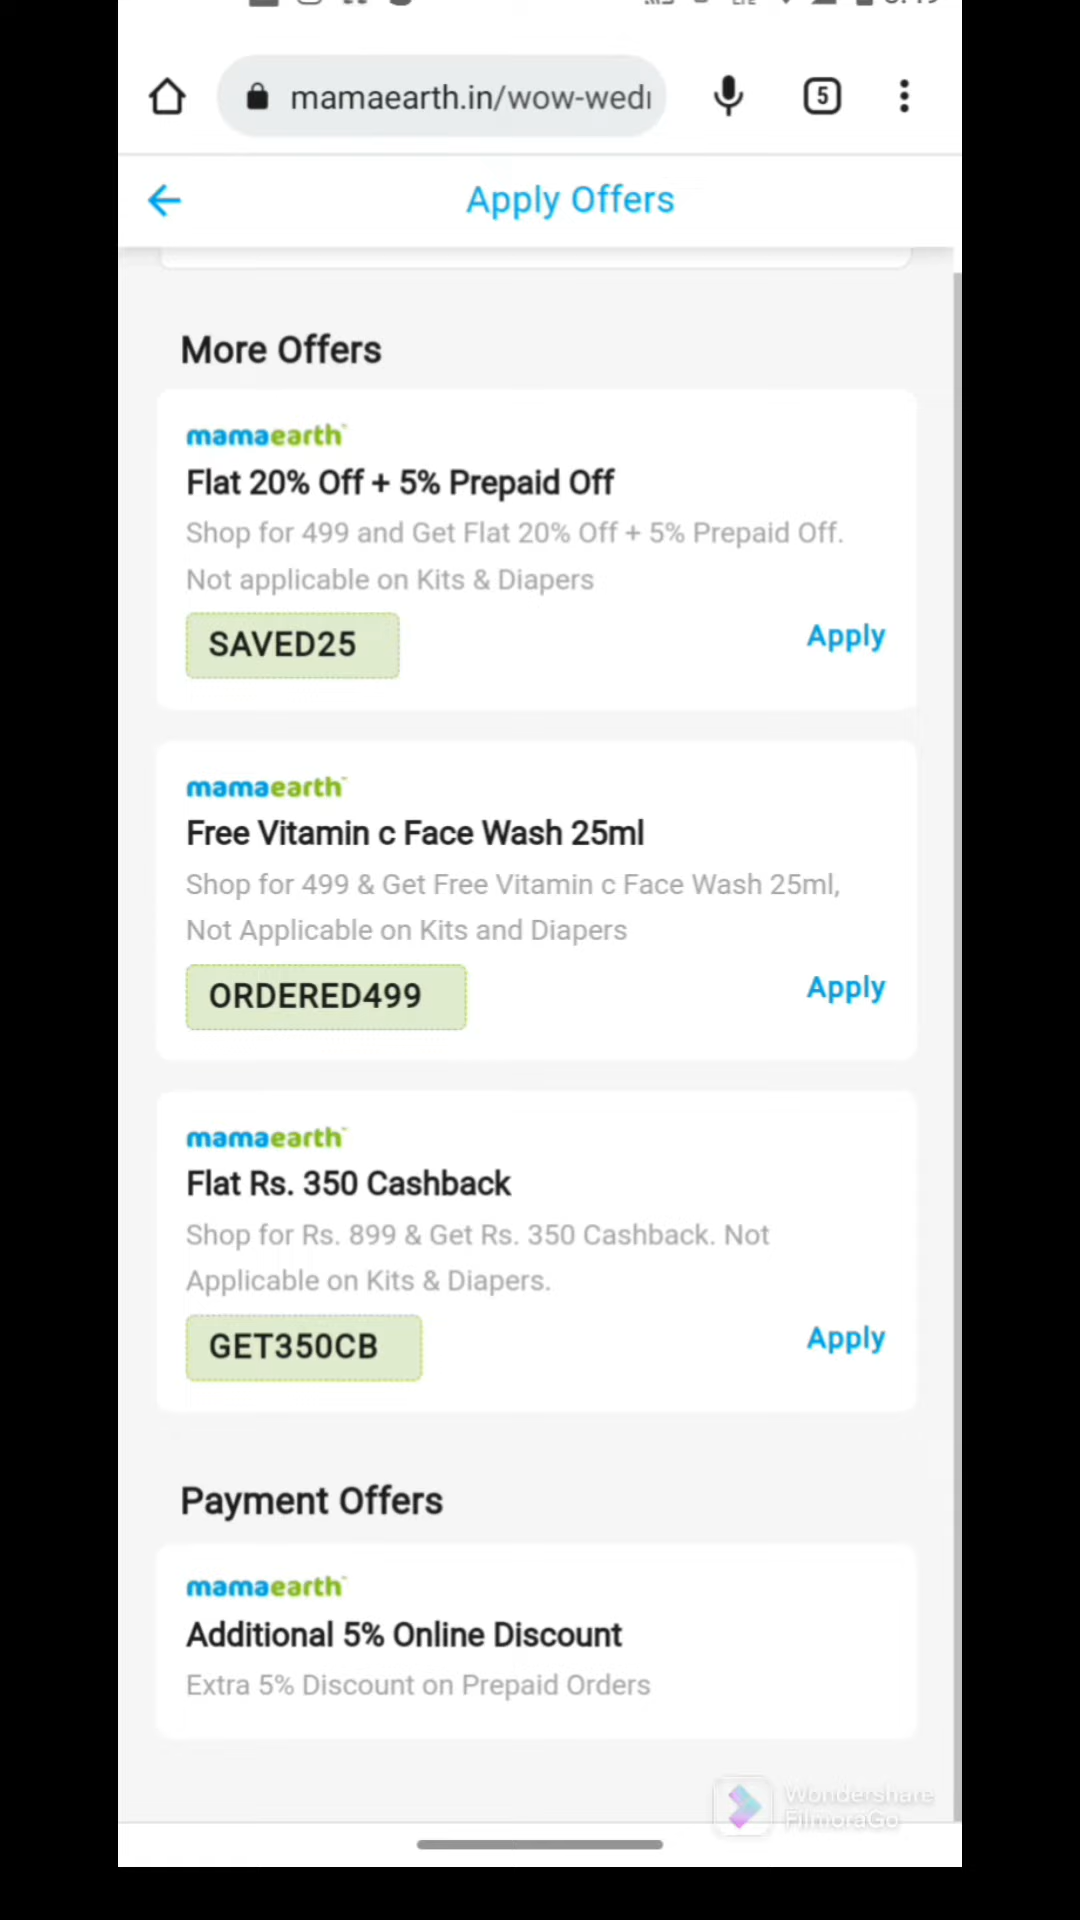 mamaearth.in/wow-wedı
5
Apply Offers
More Offers
mamaearth
Flat 20% Off + 5% Prepaid Off
Shop for 499 and Get Flat 20% Off + 5% Prepaid Off.
Not applicable on Kits & Diapers
SAVED25
Apply
mamaearth
Free Vitamin c Face Wash 25ml
Shop for 499 & Get Free Vitamin c Face Wash 25ml,
Not Applicable on Kits and Diapers
ORDERED499
Apply
mamaearth
Flat Rs. 350 Cashback
Shop for Rs. 899 & Get Rs. 350 Cashback. Not
Applicable on Kits & Diapers.
GET350CB
Apply
Payment Offers
mamaearth
Additional 5% Online Discount
Extra 5% Discount on Prepaid Orders
Wondershare
FilmoraGo